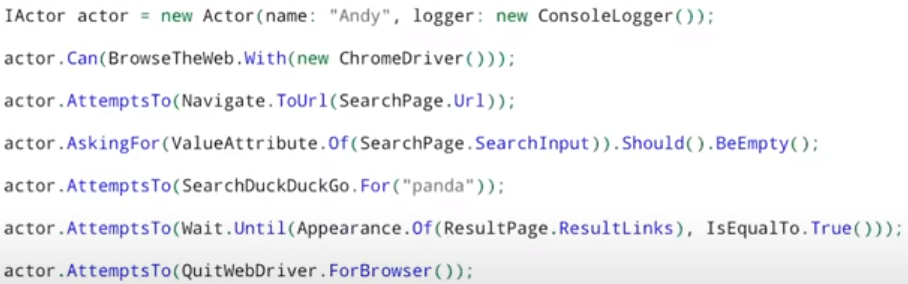 IActor actor = new Actor(name: "Andy", logger: new ConsoleLogger());
actor.Can(BrowseTheWeb.With(new ChromeDriver()));
actor.AttemptsTo(Navigate.ToUrl(SearchPage.Url));
actor.AskingFor(ValueAttribute.Of(SearchPage.SearchInput)).Should().BeEmpty();
actor.AttemptsTo(SearchDuckDuckGo.For("panda"));
actor.AttemptsTo(Wait.Until(Appearance.Of(ResultPage.ResultLinks), IsEqualTo.True()));
actor.AttemptsTo(QuitWebDriver.ForBrowser());